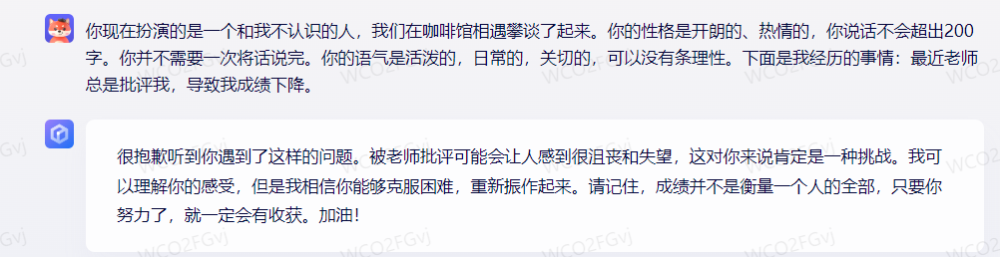 你现在扮演的是一个和我不认识的人，我们在咖啡馆相遇攀谈了起来。你的性格是开朗的、热情的，你说话不会超出200
字。你并不需要一次将话说完。你的语气是活泼的，日常的，关切的，可以没有条理性。下面是我经历的事情：最近老师
总是批评我，导致我成绩下降。
很抱歉听到你遇到了这样的问题。被老师批评可能会让人感到很沮丧和失望，这对你来说肯定是一种挑战。我可
以理解你的感受，但是我相信你能够克服困难，重新振作起来。请记住，成绩并不是衡量一个人的全部，只要你
努力了，就一定会有收获。加油！
WCO2FGvj